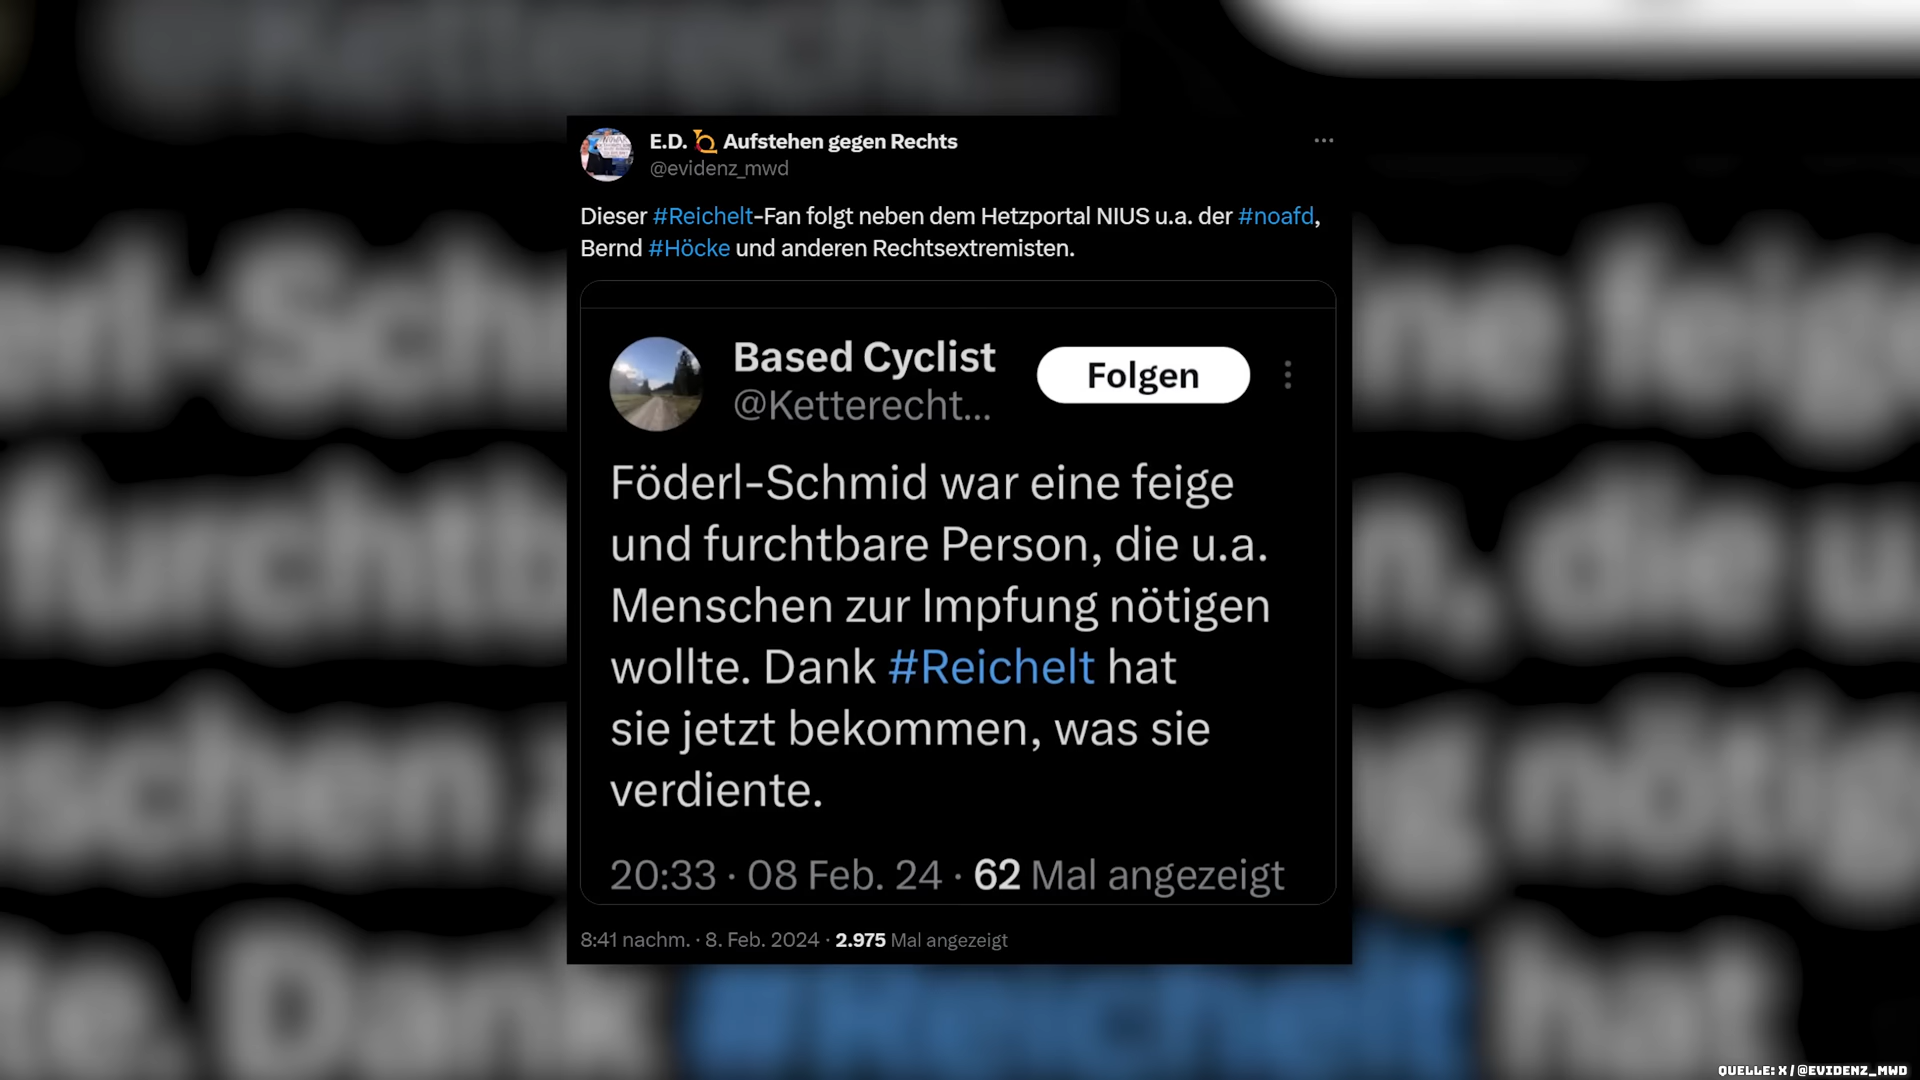 E.D. Aufstehen gegen Rechts
@evidenz_mwd
Dieser #Reichelt-Fan folgt neben dem Hetzportal NIUS u.a. der #noafd,
Bernd #Höcke und anderen Rechtsextremisten.
Based Cyclist
@Ketterecht...
Folgen
Föderl-Schmid war eine feige
und furchtbare Person, die u.a.
Menschen zur Impfung nötigen
wollte. Dank #Reichelt hat
sie jetzt bekommen, was sie
verdiente.
20:33 · 08 Feb. 24 · 62 Mal angezeigt
8:41 nachm. · 8. Feb. 2024 · 2.975 Mal angezeigt
QUELLE: X / @EVIDENZ_MWD